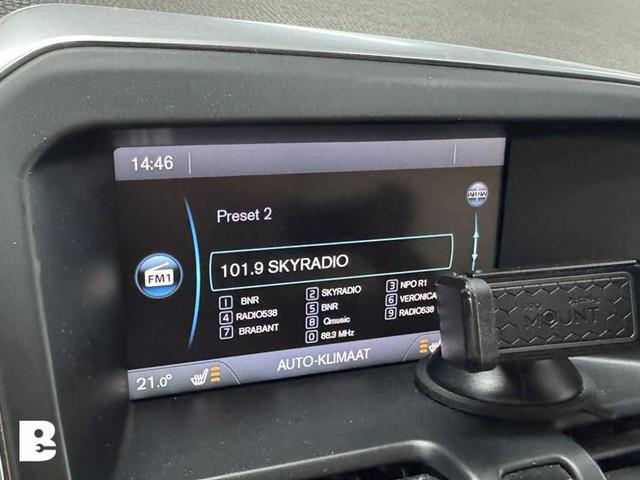 14:46
Preset 2
FM1
101.9 SKYRADIO
1 BNR 2 SKYRADIO 3 NPO R1
4 RADIO538 5 BNR 6 VERONICA
7 BRABANT 8 Qmusic 9 RADIO538
0 88.3 MHz
21.0° AUTO-KLIMAAT
MOUNT
B